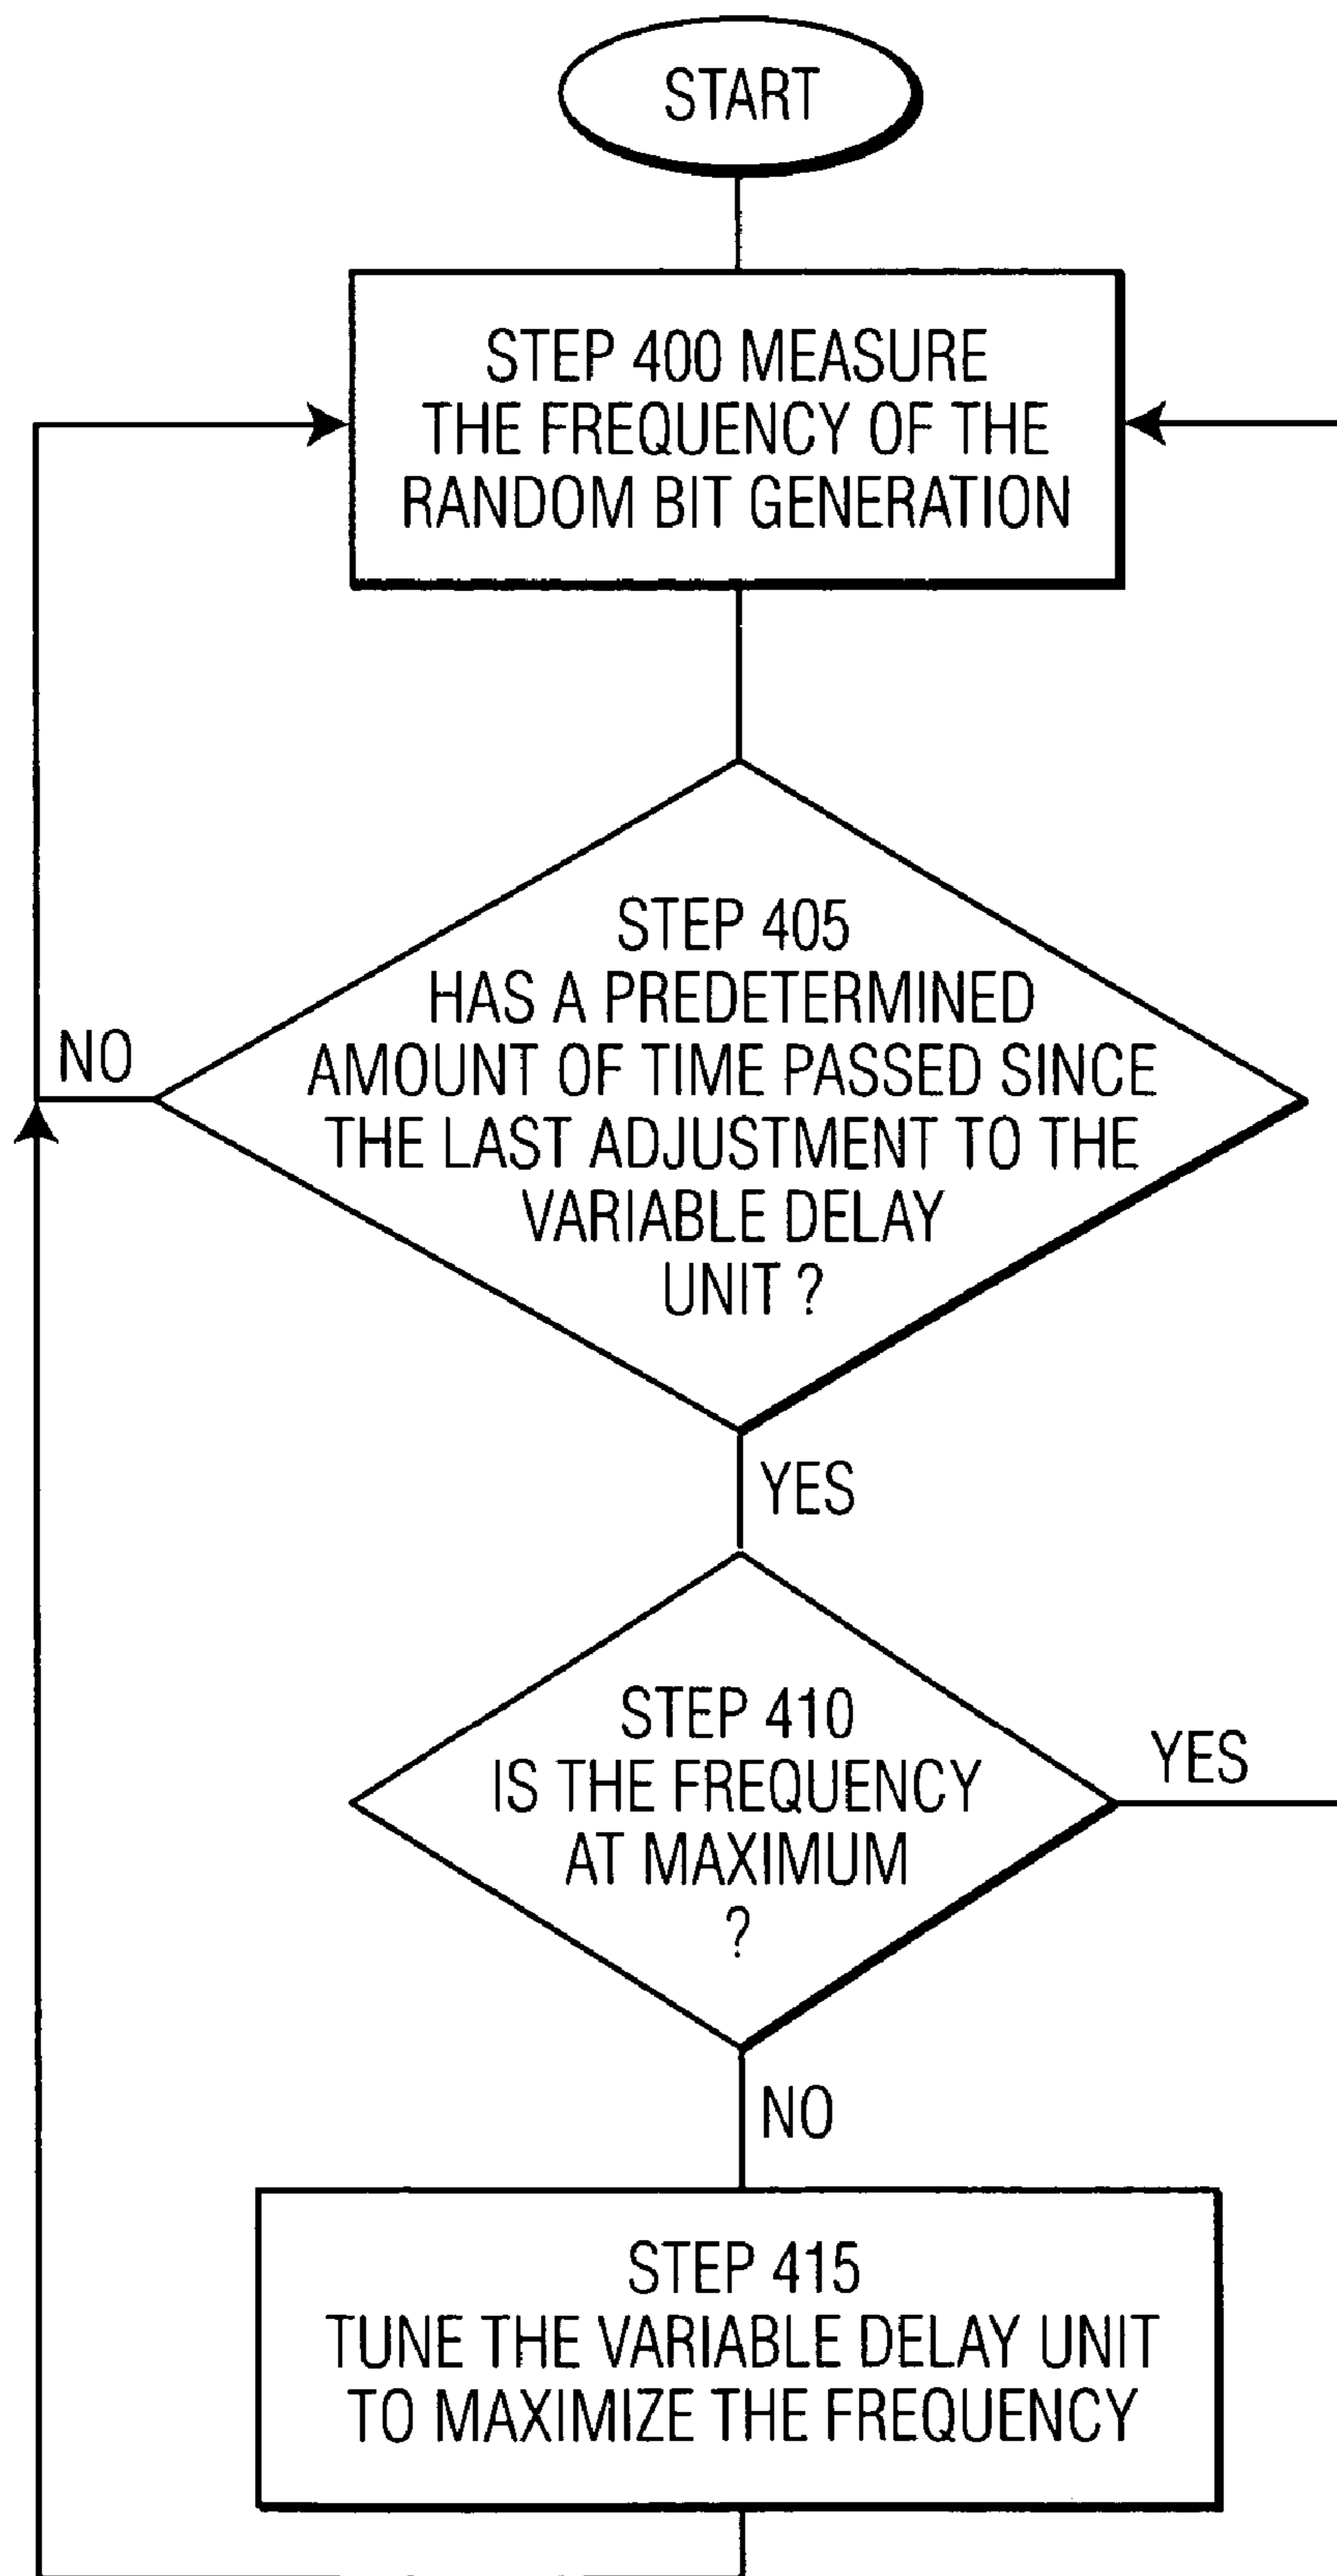 START
STEP 400 MEASURE
THE FREQUENCY OF THE
RANDOM BIT GENERATION
STEP 405
HAS A PREDETERMINED
AMOUNT OF TIME PASSED SINCE
THE LAST ADJUSTMENT TO THE
VARIABLE DELAY
UNIT ?
NO
YES
STEP 410
IS THE FREQUENCY
AT MAXIMUM
?
YES
NO
STEP 415
TUNE THE VARIABLE DELAY UNIT
TO MAXIMIZE THE FREQUENCY